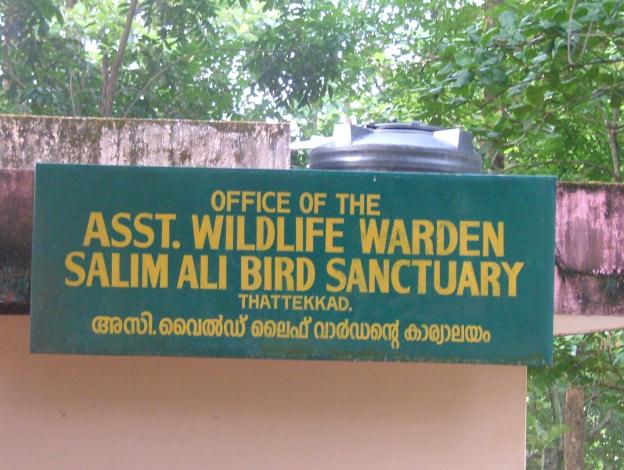 OFFICE OF THE
ASST. WILDLIFE WARDEN
SALIM ALI BIRD SANCTUARY
THATTEKKAD.
അസി. വൈൽഡ് ലൈഫ് വാർഡന്റെ കാര്യാലയം